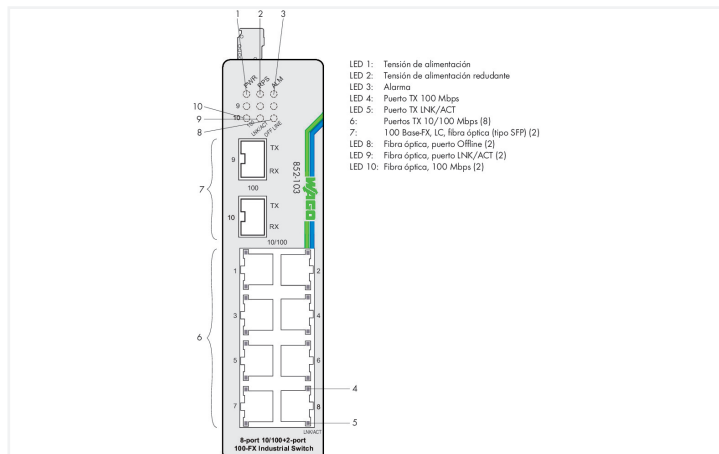 1 2 3
PWR RPS ALM
10
9
9
10
8
100 LNK/ACT OFF LINE
TX
9
RX
100
7
TX
10
RX
10/100
852-103
WAGO
1 2
3 4
6
5 6
4
7 8
5
LNK/ACT
8-port 10/100+2-port
100-FX Industrial Switch
LED 1: Tensión de alimentación
LED 2: Tensión de alimentación redudante
LED 3: Alarma
LED 4: Puerto TX 100 Mbps
LED 5: Puerto TX LNK/ACT
6: Puertos TX 10/100 Mbps (8)
7: 100 Base-FX, LC, fibra óptica (tipo SFP) (2)
LED 8: Fibra óptica, puerto Offline (2)
LED 9: Fibra óptica, puerto LNK/ACT (2)
LED 10: Fibra óptica, 100 Mbps (2)